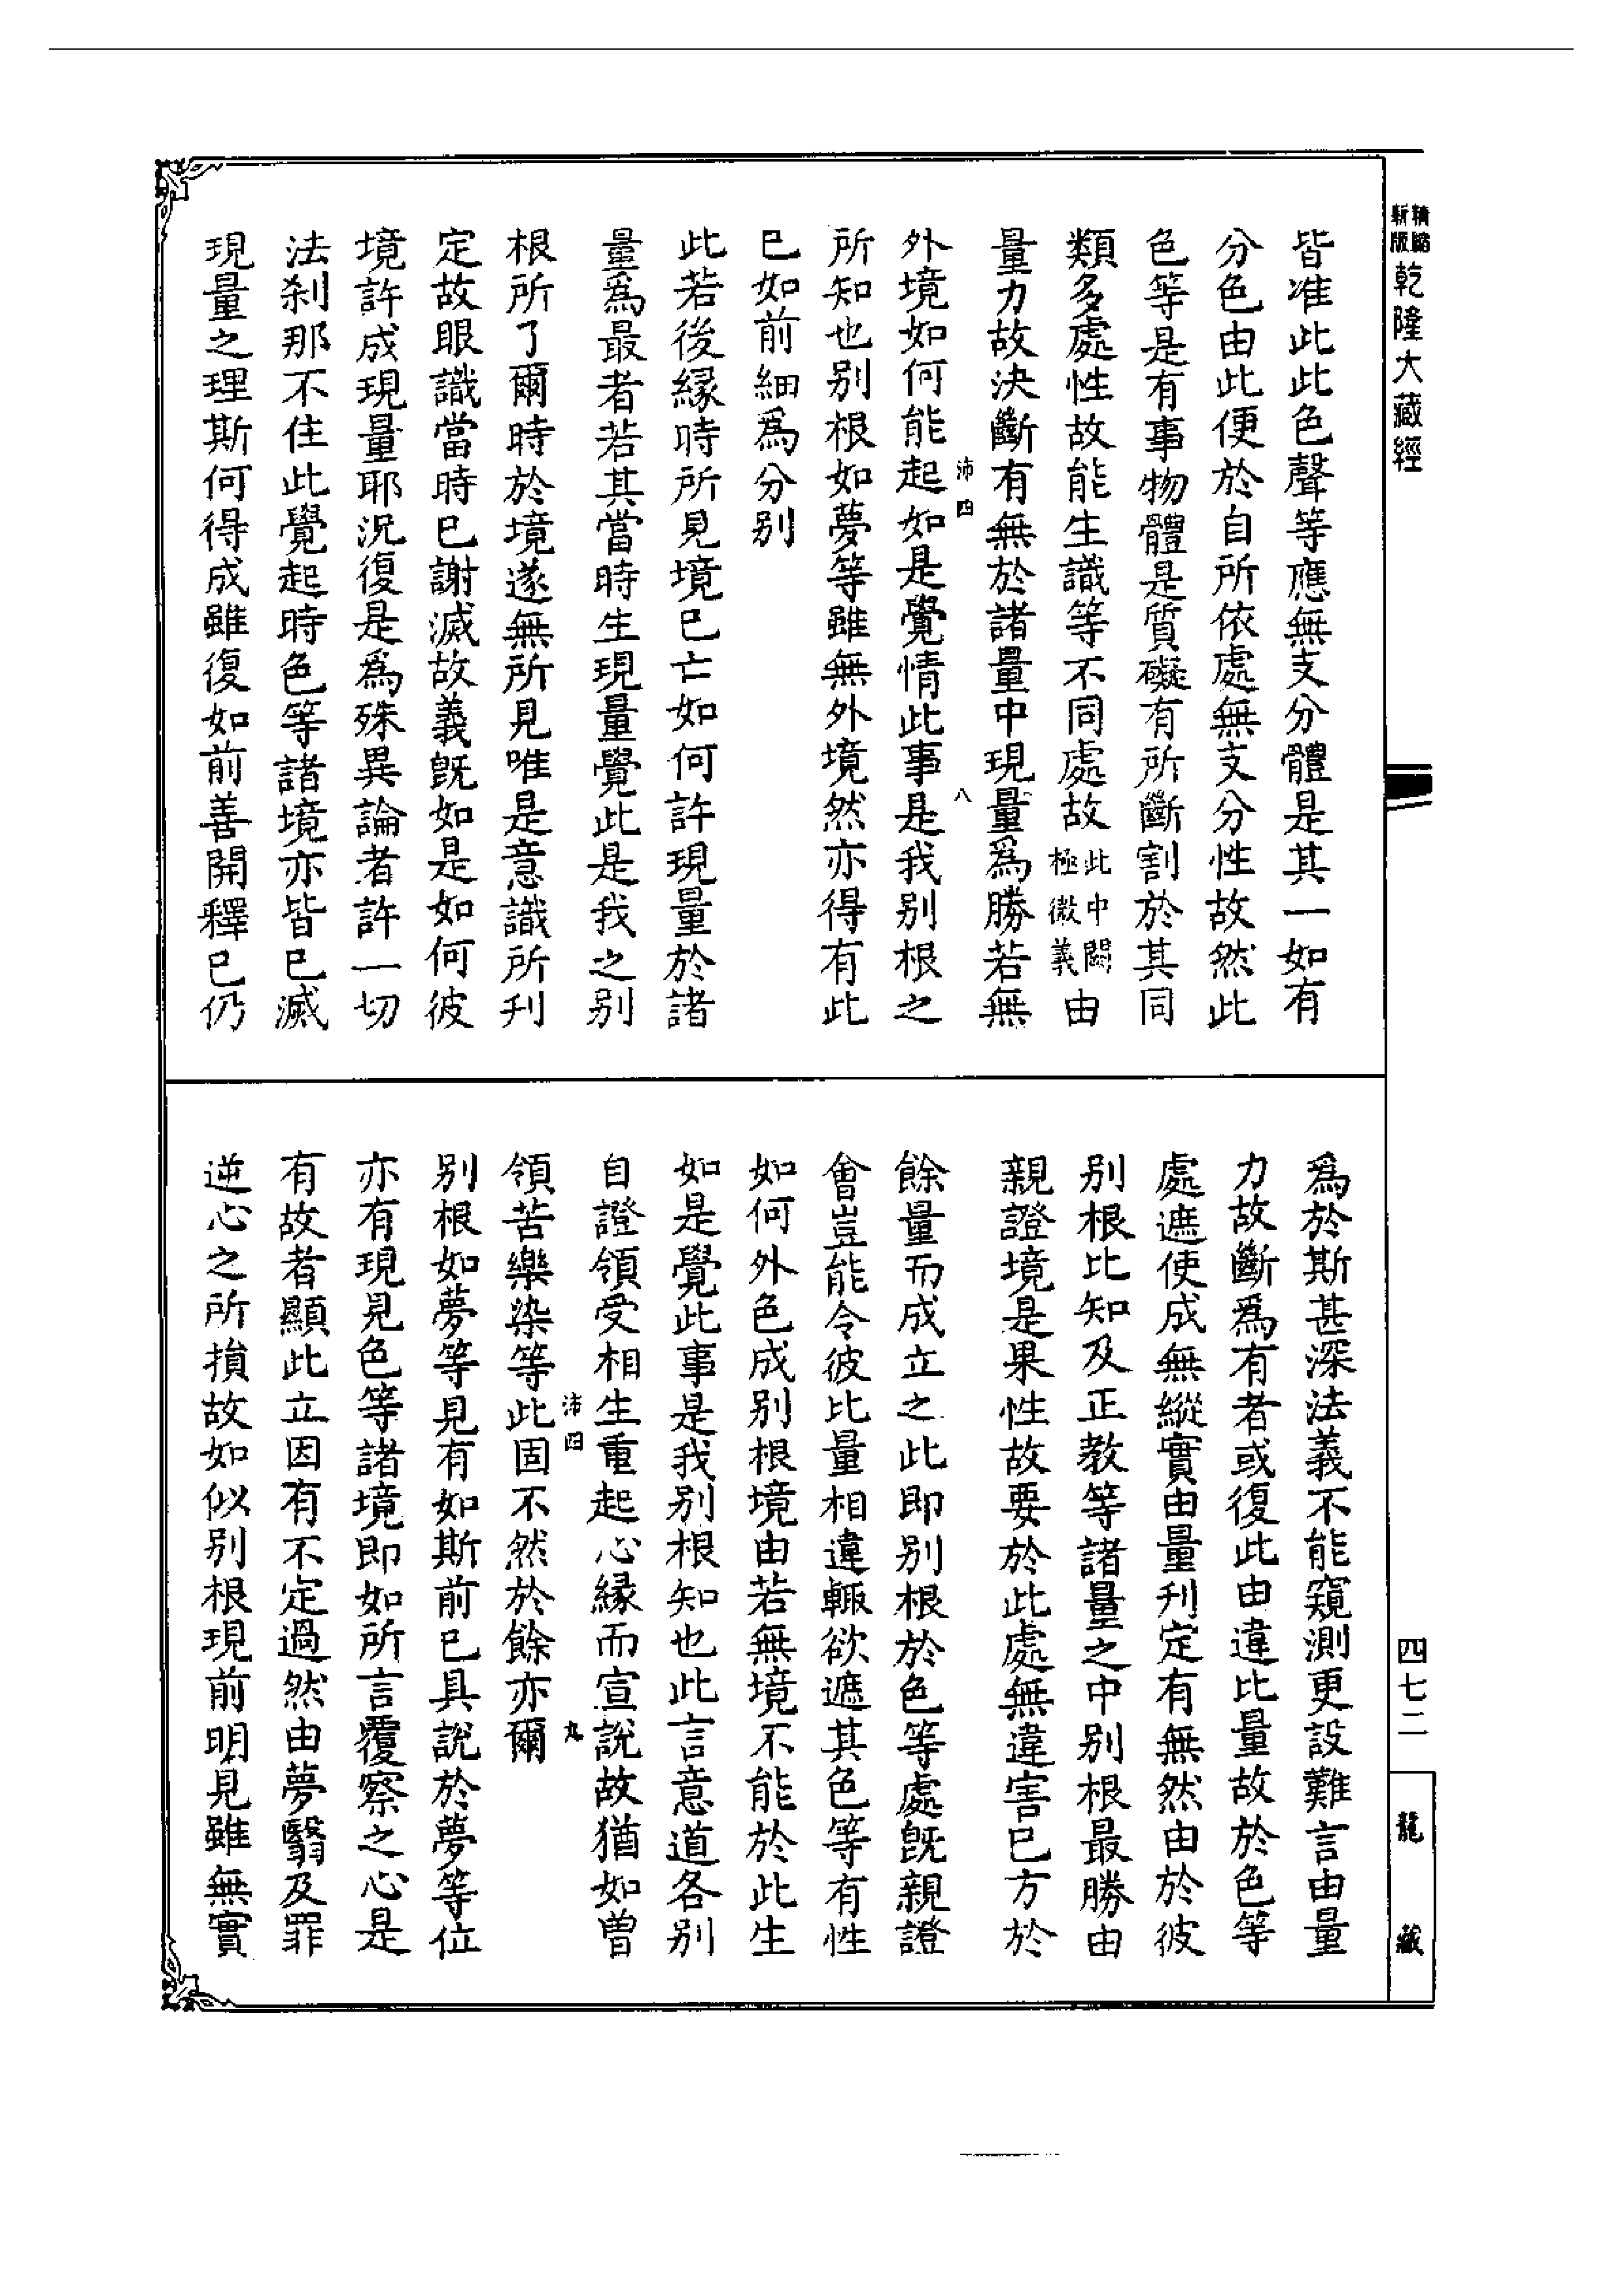 新版
精縮
乾隆大藏經
皆准此此色聲等應無支分體是其一如有
分色由此便於自所依處無支分性故然此
色等是有事物體是質礙有所斷割於其同
類多處性故能生識等不同處故此中闕極微義由
量力故決斷有無於諸量中現量爲勝若無
沛四
八
外境如何能起如是覺情此事是我別根之
所知也別根如夢等雖無外境然亦得有此
已如前細爲分別
此若後緣時所見境已亡如何許現量於諸
量爲最者若其當時生現量覺此是我之別
根所了爾時於境遂無所見唯是意識所刋
定故眼識當時已謝滅故義旣如是如何彼
境許成現量耶況復是爲殊異論者許一切
法刹那不住此覺起時色等諸境亦皆已滅
現量之理斯何得成雖復如前善開釋已仍
爲於斯甚深法義不能窺測更設難言由量
力故斷爲有者或復此由違比量故於色等
處遮使成無縱實由量刋定有無然由於彼
別根比知及正教等諸量之中別根最勝由
親證境是果性故要於此處無違害已方於
餘量而成立之此即別根於色等處旣親證
會豈能令彼比量相違輙欲遮其色等有性
如何外色成別根境由若無境不能於此生
如是覺此事是我別根知也此言意道各別
自證領受相生重起心緣而宣說故猶如曾
沛四
九
領苦樂染等此固不然於餘亦爾
別根如夢等見有如斯前已具說於夢等位
亦有現見色等諸境即如所言覆察之心是
有故者顯此立因有不定過然由夢翳及罪
逆心之所損故如似別根現前明見雖無實
四七二
龍藏